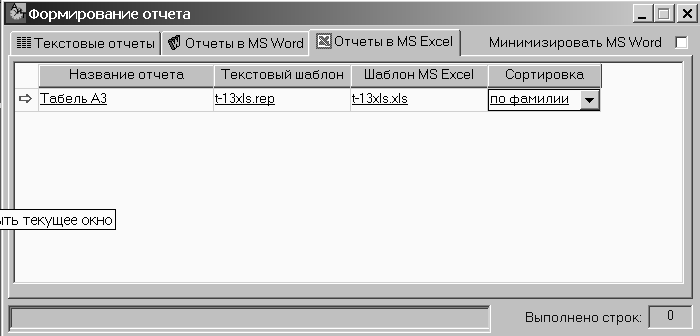 Формирование отчета
Текстовые отчеты Отчеты в MS Word Отчеты в MS Excel Минимизировать MS Word
Название отчета Текстовый шаблон Шаблон MS Excel Сортировка
Табель А3 t-13xls.rep t-13xls.xls по фамилии
ыть текущее окно
Выполнено строк: 0